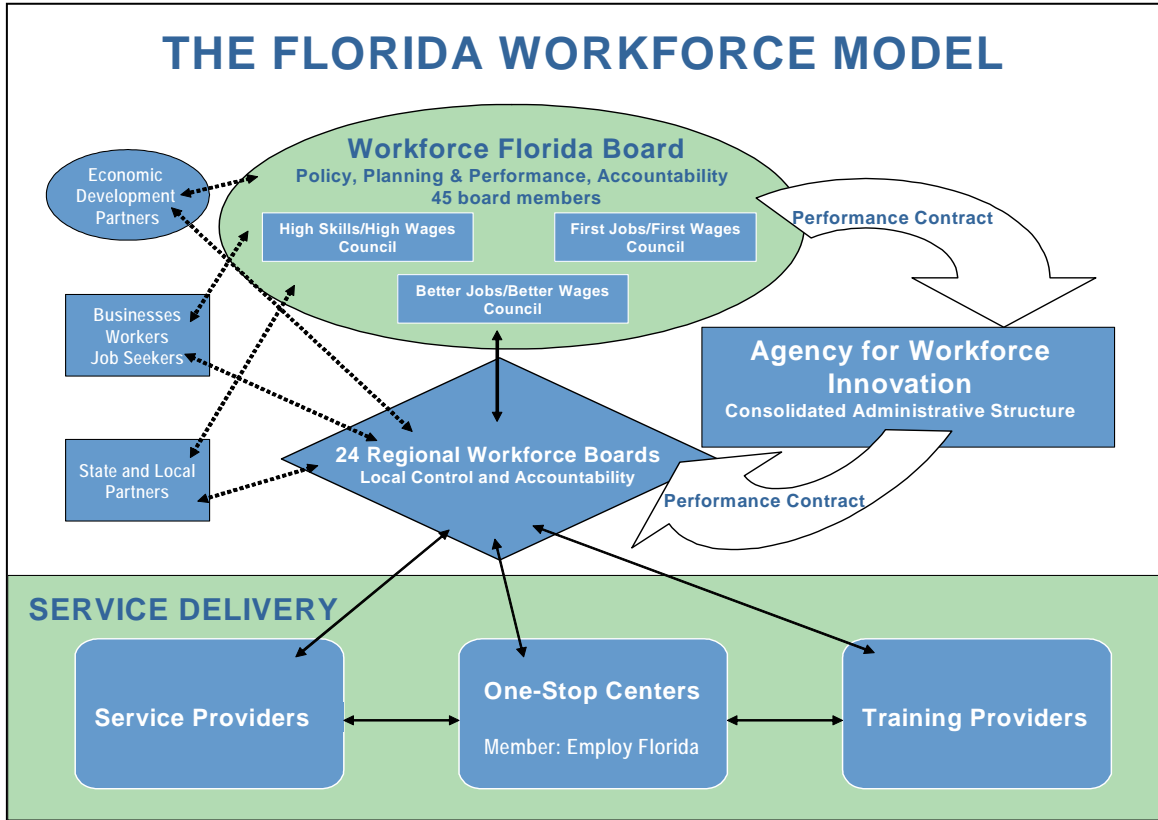 THE FLORIDA WORKFORCE MODEL
Workforce Florida Board
Policy, Planning & Performance, Accountability
45 board members
High Skills/High Wages
Council
First Jobs/First Wages
Council
Better Jobs/Better Wages
Council
Economic
Development
Partners
Businesses
Workers
Job Seekers
State and Local
Partners
Performance Contract
Agency for Workforce
Innovation
Consolidated Administrative Structure
24 Regional Workforce Boards
Local Control and Accountability
Performance Contract
SERVICE DELIVERY
Service Providers
One-Stop Centers
Member: Employ Florida
Training Providers